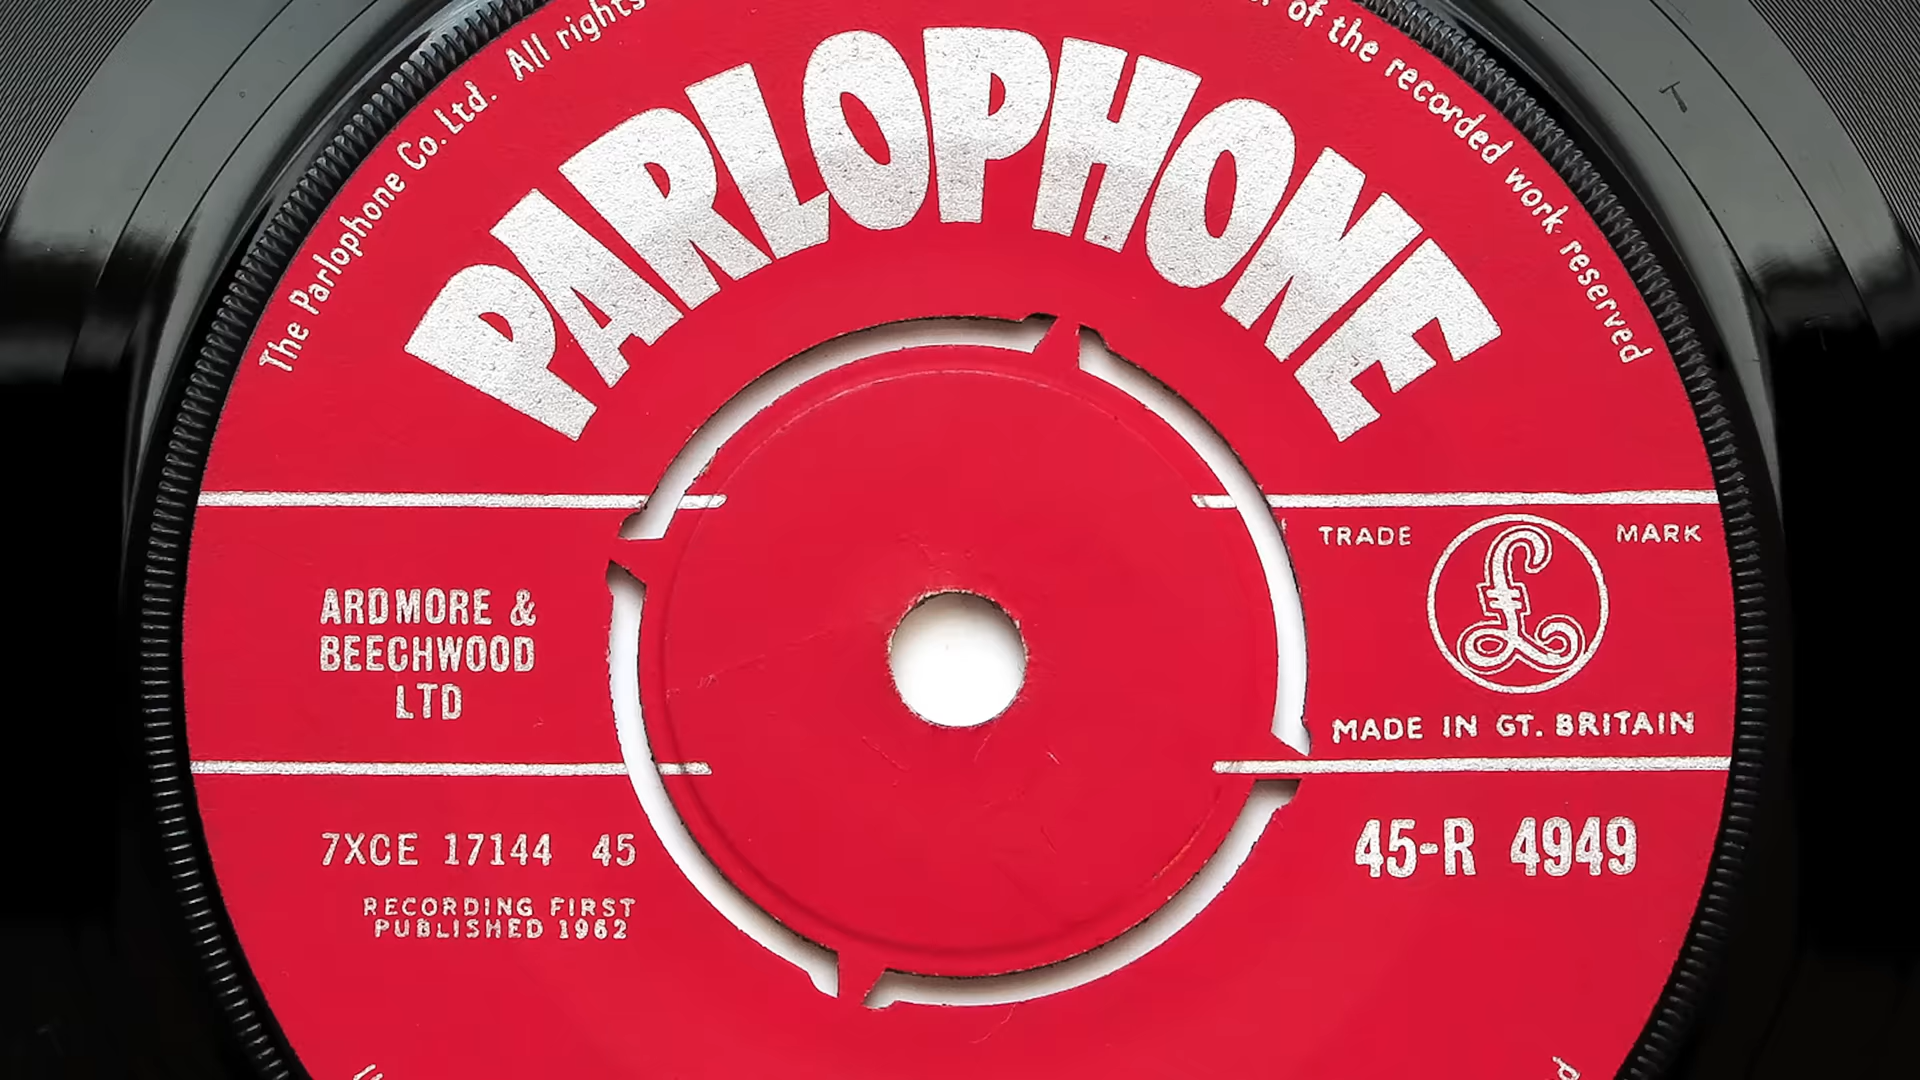 The Parlophone Co. Ltd. All rights
of the recorded work reserved
PARLOPHONE
TRADE MARK
£
ARDMORE &
BEECHWOOD
LTD
MADE IN GT. BRITAIN
7XCE 17144 45
45-R 4949
RECORDING FIRST
PUBLISHED 1962